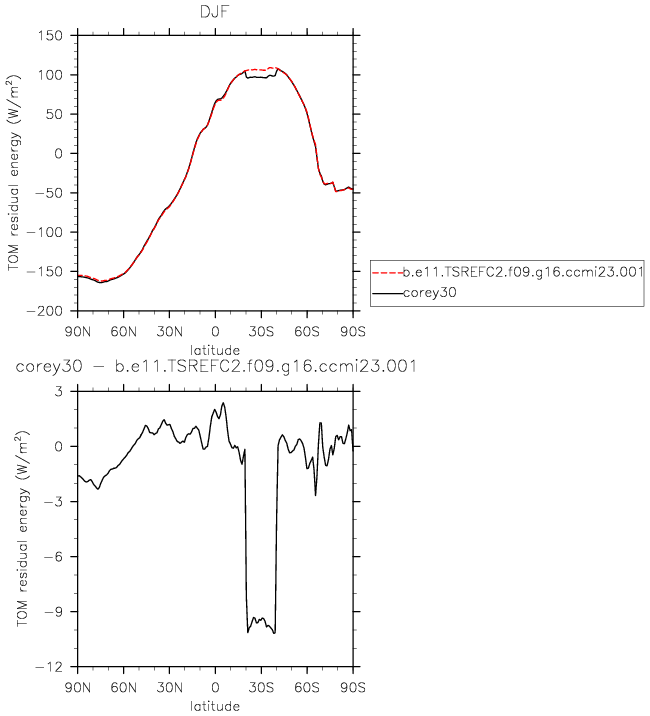 DJF
TOM residual energy (W/m²)
150
100
50
0
−50
−100
−150
−200
90N 60N 30N 0 30S 60S 90S
latitude
b.e11.TSREFC2.f09.g16.ccmi23.001
corey30
corey30 − b.e11.TSREFC2.f09.g16.ccmi23.001
TOM residual energy (W/m²)
3
0
−3
−6
−9
−12
90N 60N 30N 0 30S 60S 90S
latitude